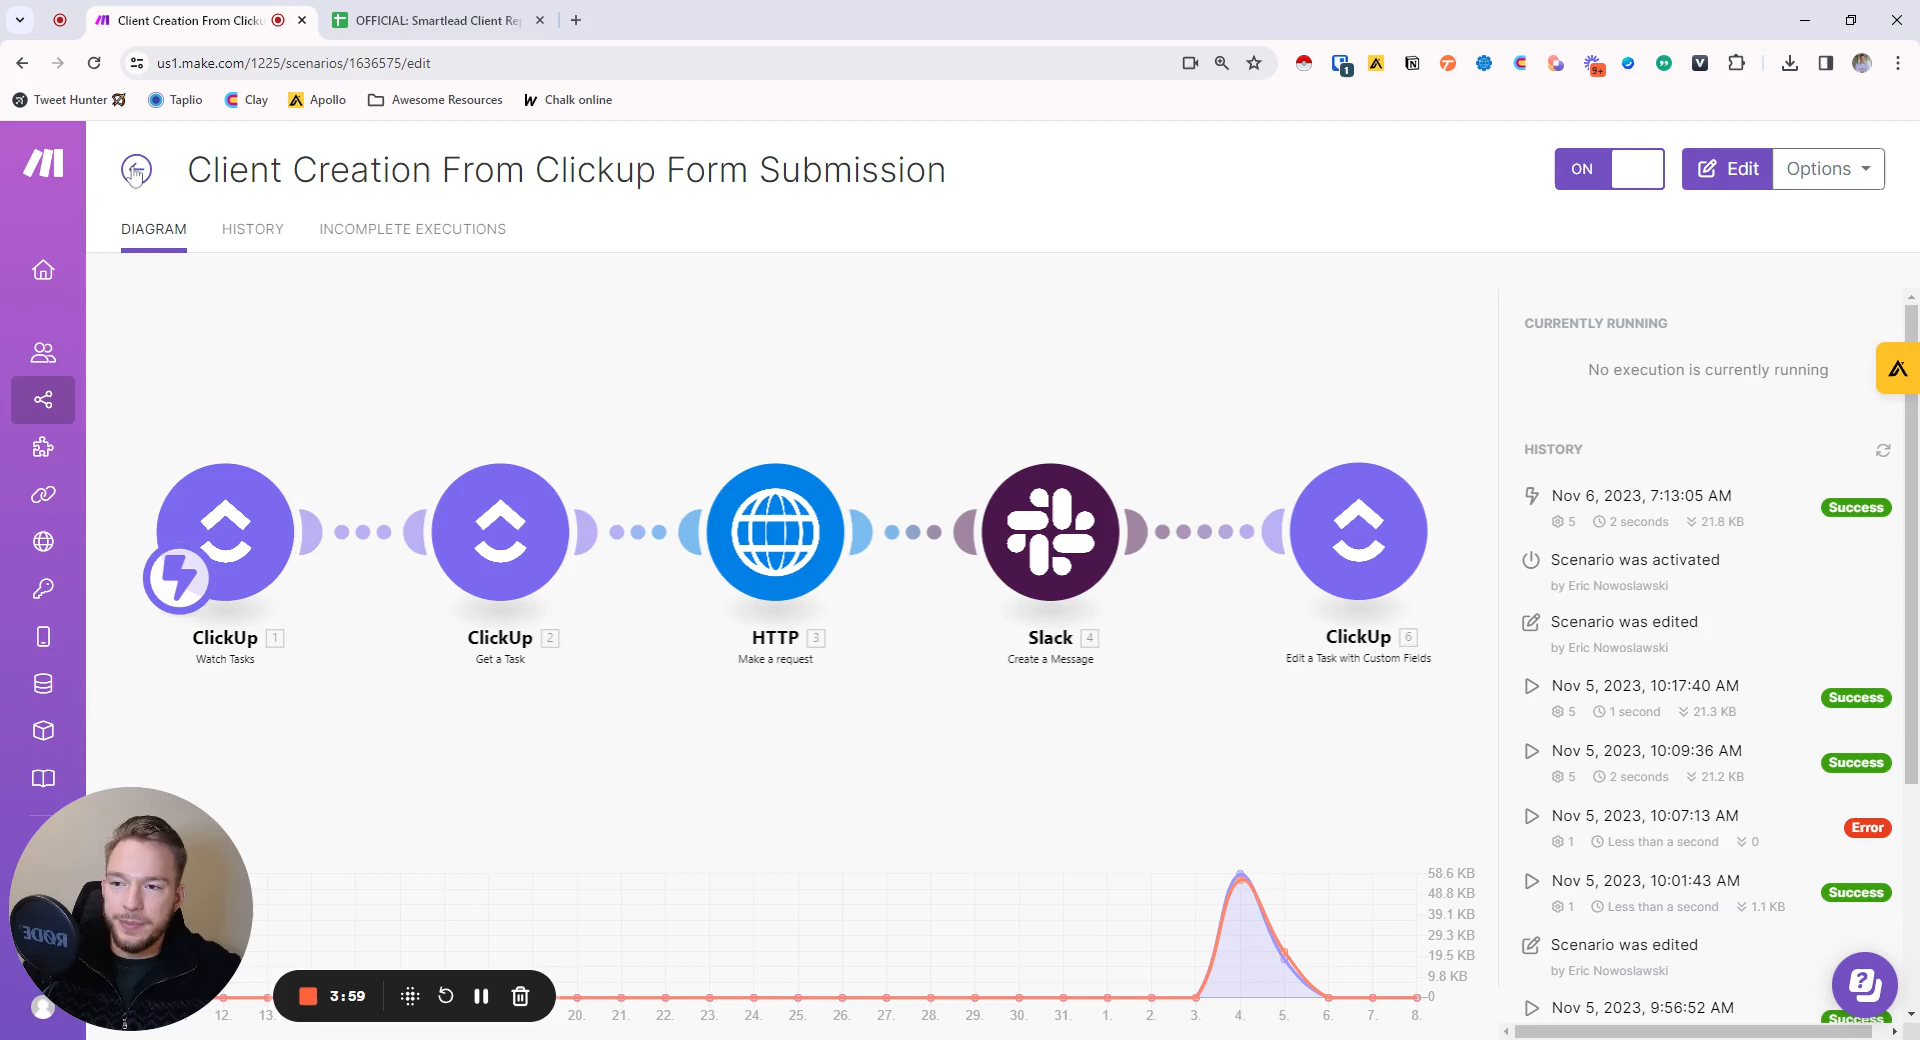 Client Creation From Clicku
OFFICIAL: Smartlead Client Re
us1.make.com/1225/scenarios/1636575/edit
1
9+
Tweet Hunter
Taplio
Clay
Apollo
Awesome Resources
Chalk online
Client Creation From Clickup Form Submission
ON
Edit
Options
DIAGRAM
HISTORY
INCOMPLETE EXECUTIONS
CURRENTLY RUNNING
No execution is currently running
HISTORY
Nov 6, 2023, 7:13:05 AM
Success
5
2 seconds
21.8 KB
Scenario was activated
by Eric Nowoslawski
Scenario was edited
by Eric Nowoslawski
Nov 5, 2023, 10:17:40 AM
Success
5
1 second
21.3 KB
Nov 5, 2023, 10:09:36 AM
Success
5
2 seconds
21.2 KB
Nov 5, 2023, 10:07:13 AM
Error
1
Less than a second
0
Nov 5, 2023, 10:01:43 AM
Success
1
Less than a second
1.1 KB
Scenario was edited
by Eric Nowoslawski
Nov 5, 2023, 9:56:52 AM
Success
ClickUp 1
Watch Tasks
ClickUp 2
Get a Task
HTTP 3
Make a request
Slack 4
Create a Message
ClickUp 6
Edit a Task with Custom Fields
58.6 KB
48.8 KB
39.1 KB
29.3 KB
19.5 KB
9.8 KB
0
12. 13. 20. 21. 22. 23. 24. 25. 26. 27. 28. 29. 30. 31. 1. 2. 3. 4. 5. 6. 7. 8.
RØDE
3:59